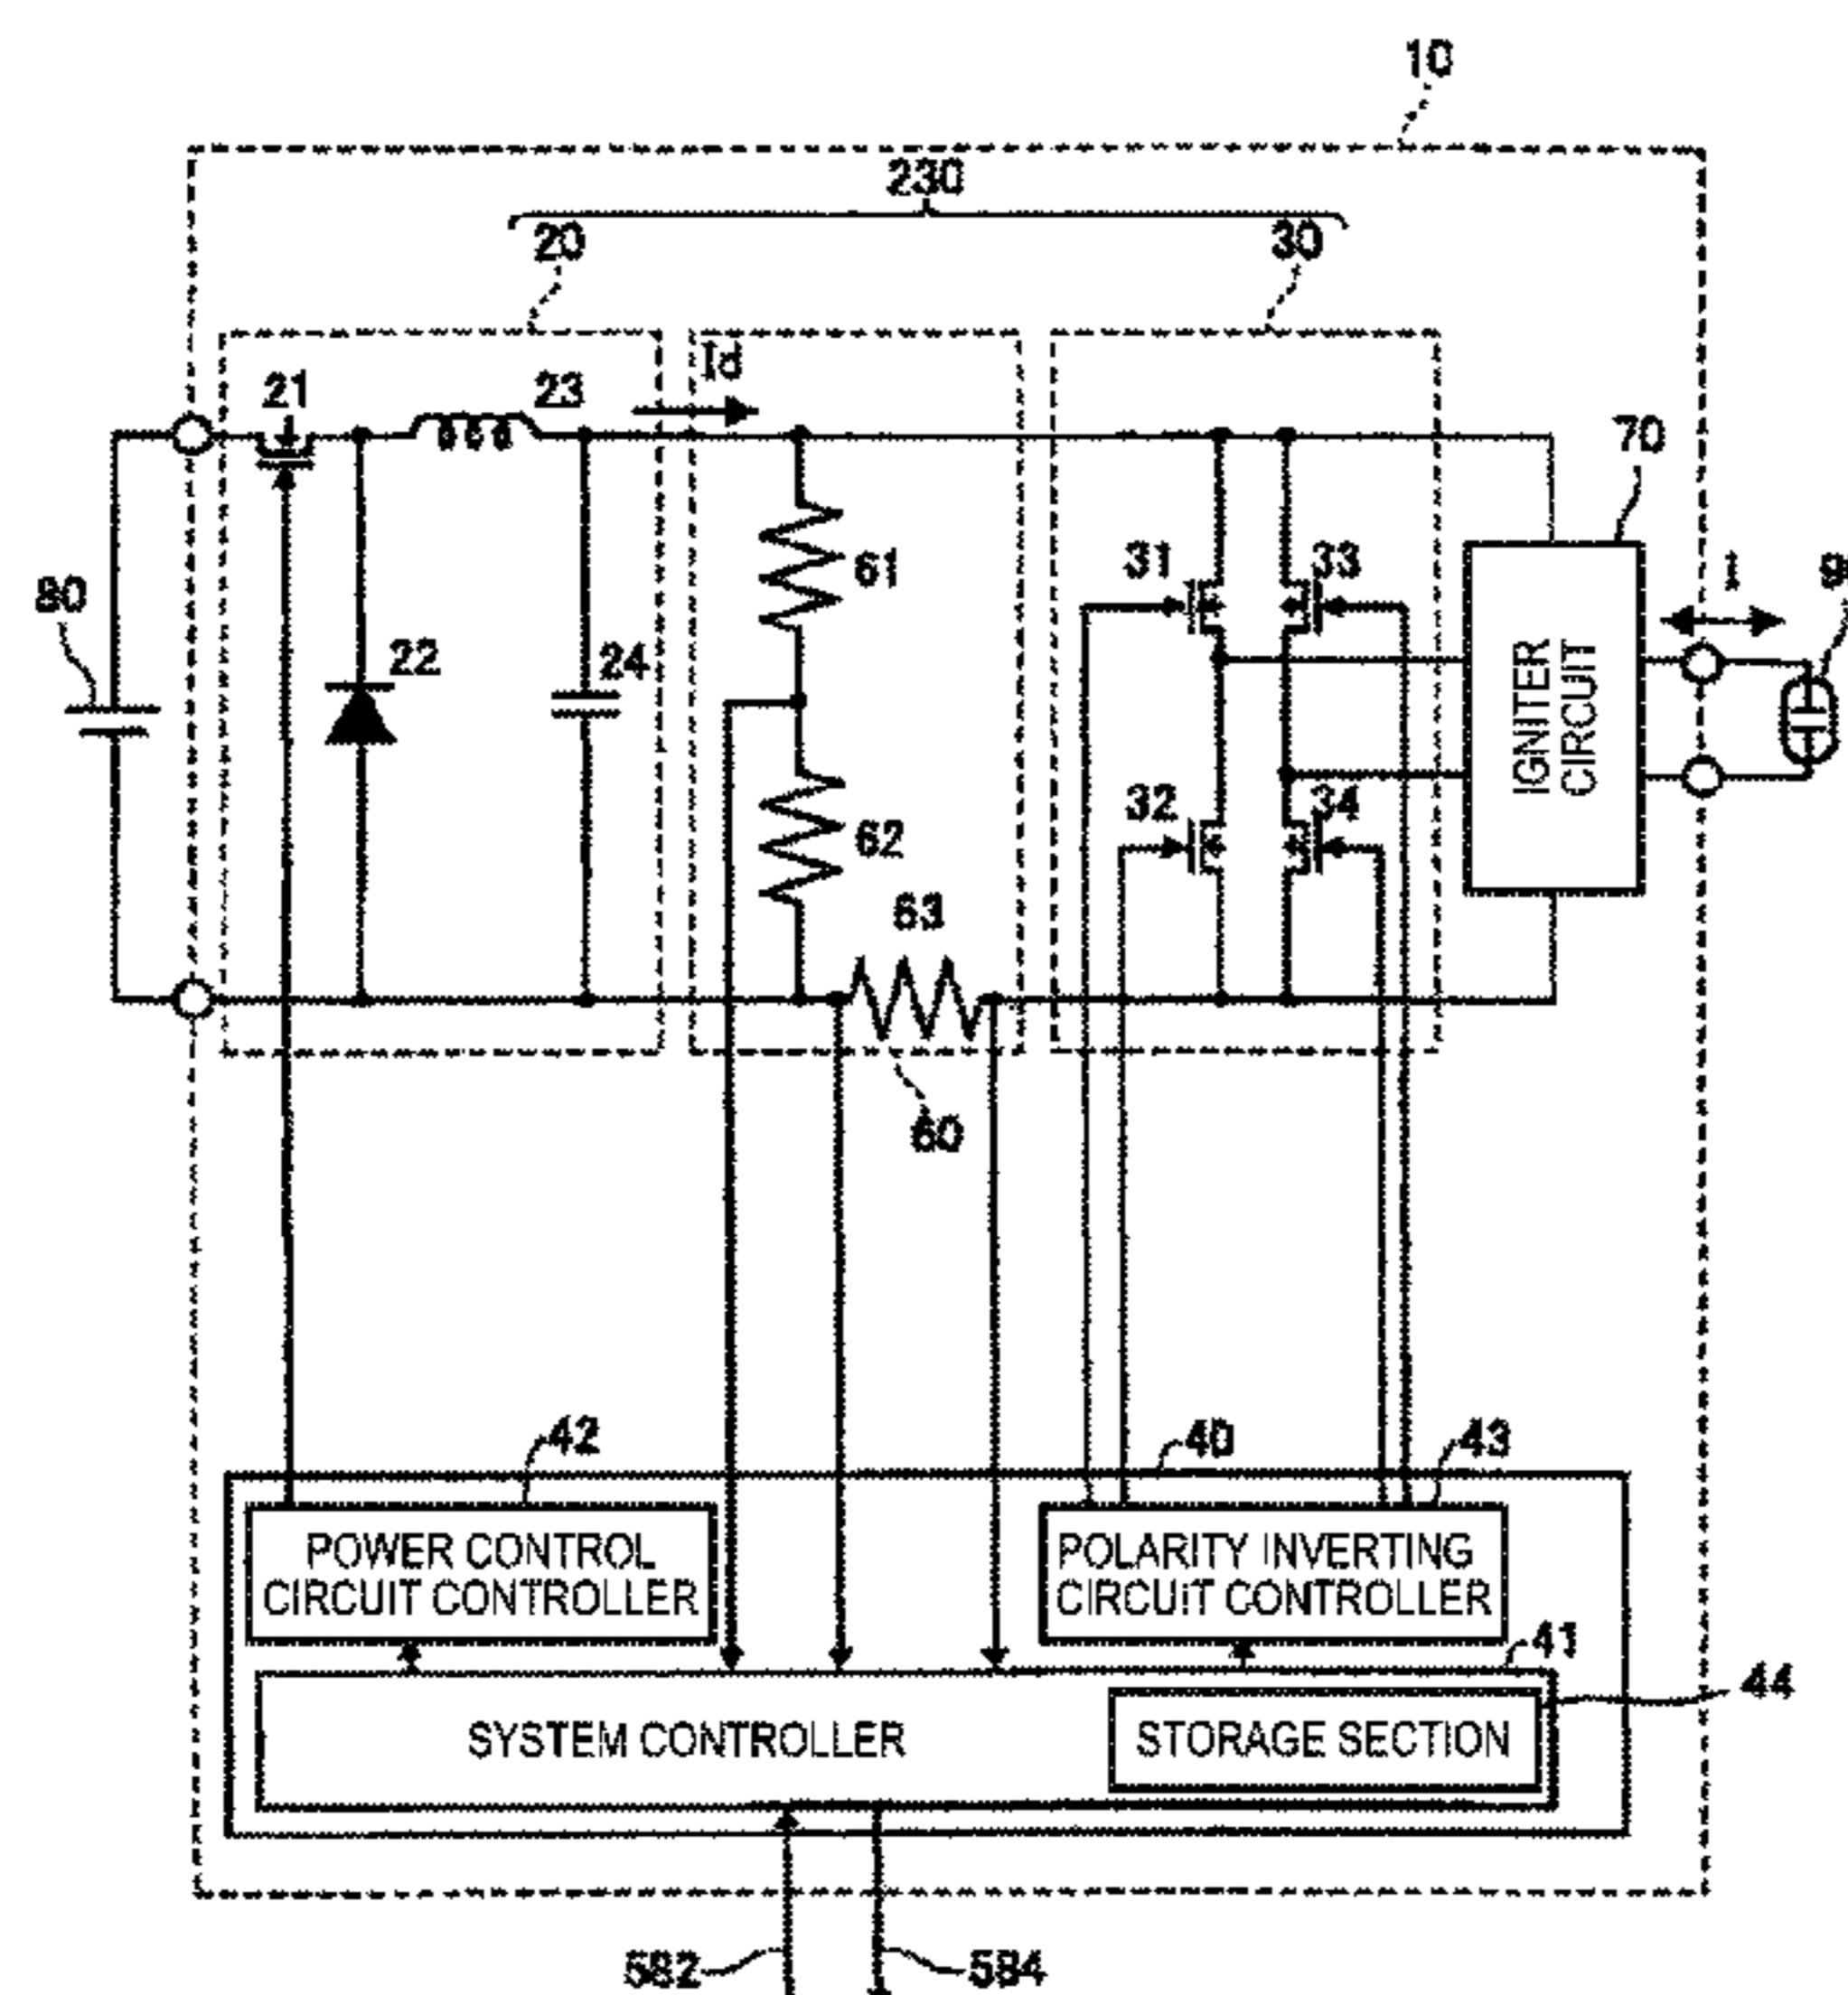 10
230
20
30
Id
21
23
70
80
61
31
33
I
9
22
24
IGNITER
CIRCUIT
62
32
34
63
60
42
40
43
POWER CONTROL
CIRCUIT CONTROLLER
POLARITY INVERTING
CIRCUIT CONTROLLER
41
44
SYSTEM CONTROLLER
STORAGE SECTION
582
584